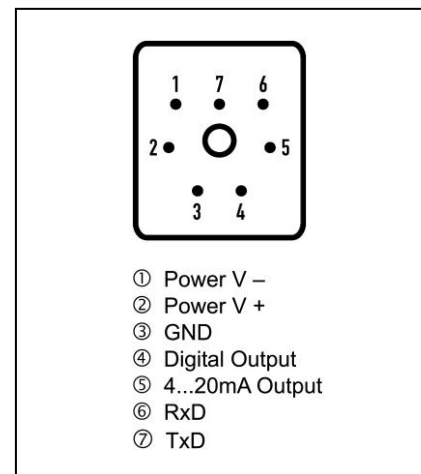 1 7 6
2 5
3 4
① Power V –
② Power V +
③ GND
④ Digital Output
⑤ 4...20mA Output
⑥ RxD
⑦ TxD